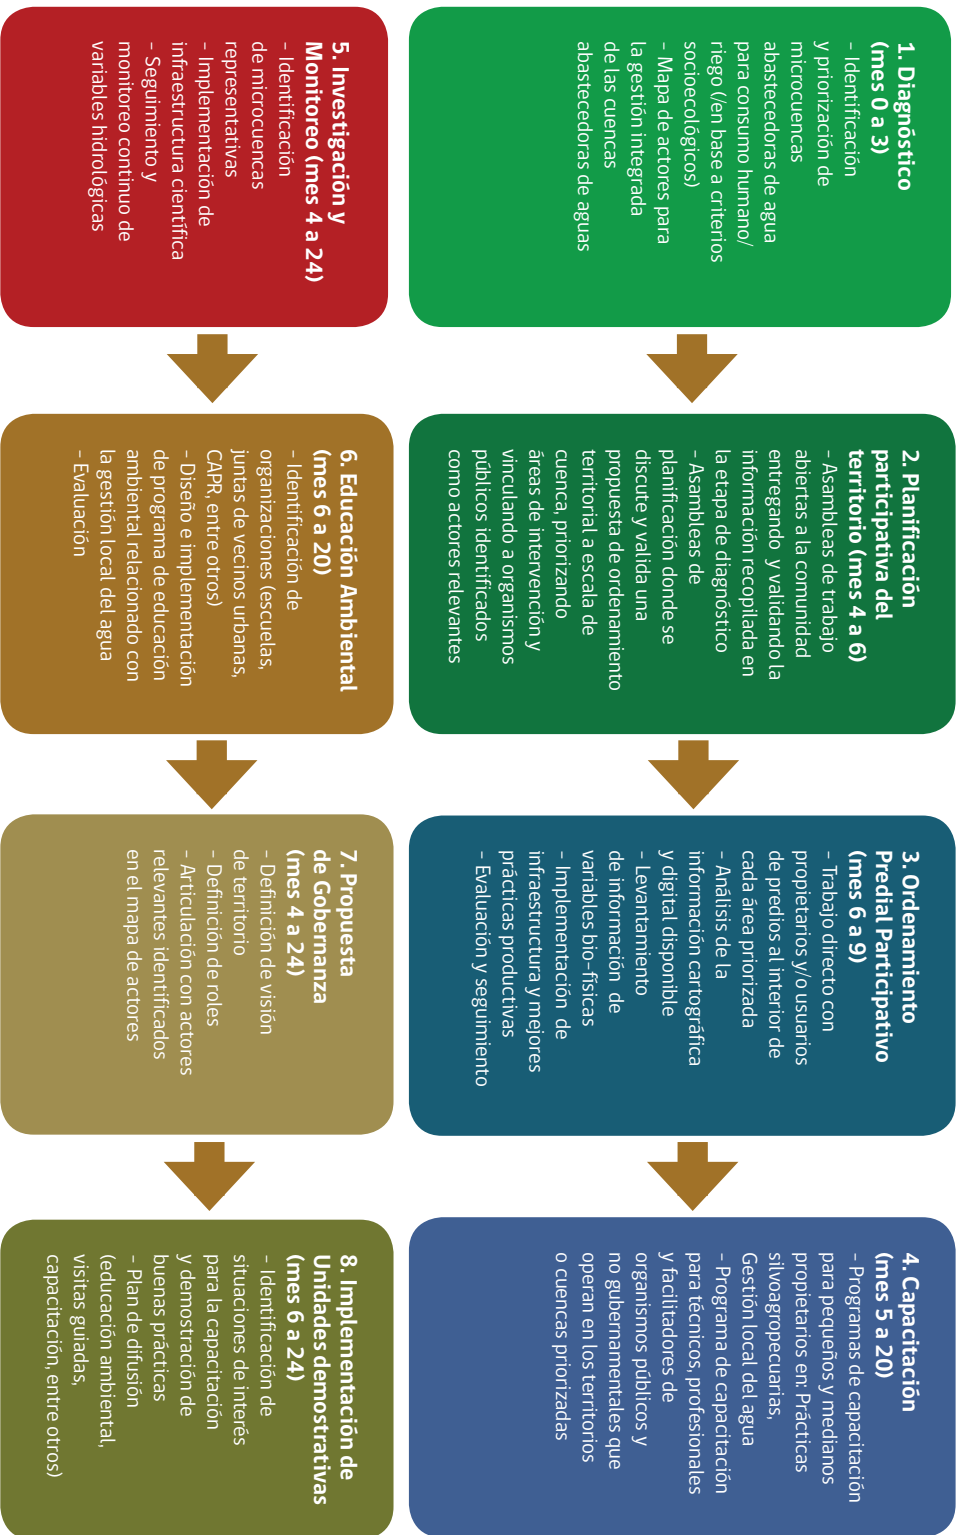 1. Diagnóstico
(mes 0 a 3)
– Identificación
y priorización de
microcuencas
abastecedoras de agua
para consumo humano/
riego (/en base a criterios
socioecológicos)
– Mapa de actores para
la gestión integrada
de las cuencas
abastecedoras de aguas
2. Planificación
participativa del
territorio (mes 4 a 6)
– Asambleas de trabajo
abiertas a la comunidad
entregando y validando la
información recopilada en
la etapa de diagnóstico
– Asambleas de
planificación donde se
discute y valida una
propuesta de ordenamiento
territorial a escala de
cuenca, priorizando
áreas de intervención y
vinculando a organismos
públicos identificados
como actores relevantes
3. Ordenamiento
Predial Participativo
(mes 6 a 9)
– Trabajo directo con
propietarios y/o usuarios
de predios al interior de
cada área priorizada
– Análisis de la
información cartográfica
y digital disponible
– Levantamiento
de información de
variables bio-físicas
– Implementación de
infraestructura y mejores
prácticas productivas
– Evaluación y seguimiento
4. Capacitación
(mes 5 a 20)
– Programas de capacitación
para pequeños y medianos
propietarios en: Prácticas
silvoagropecuarias,
Gestión local del agua
– Programa de capacitación
para técnicos, profesionales
y facilitadores de
organismos públicos y
no gubernamentales que
operan en los territorios
o cuencas priorizadas
5. Investigación y
Monitoreo (mes 4 a 24)
– Identificación
de microcuencas
representativas
– Implementación de
infraestructura científica
– Seguimiento y
monitoreo continuo de
variables hidrológicas
6. Educación Ambiental
(mes 6 a 20)
– Identificación de
organizaciones (escuelas,
juntas de vecinos urbanas,
CAPR, entre otros)
– Diseño e implementación
de programa de educación
ambiental relacionado con
la gestión local del agua
– Evaluación
7. Propuesta
de Gobernanza
(mes 4 a 24)
– Definición de visión
de territorio
– Definición de roles
– Articulación con actores
relevantes identificados
en el mapa de actores
8. Implementación de
Unidades demostrativas
(mes 6 a 24)
– Identificación de
situaciones de interés
para la capacitación
y demostración de
buenas prácticas
– Plan de difusión
(educación ambiental,
visitas guiadas,
capacitación, entre otros)